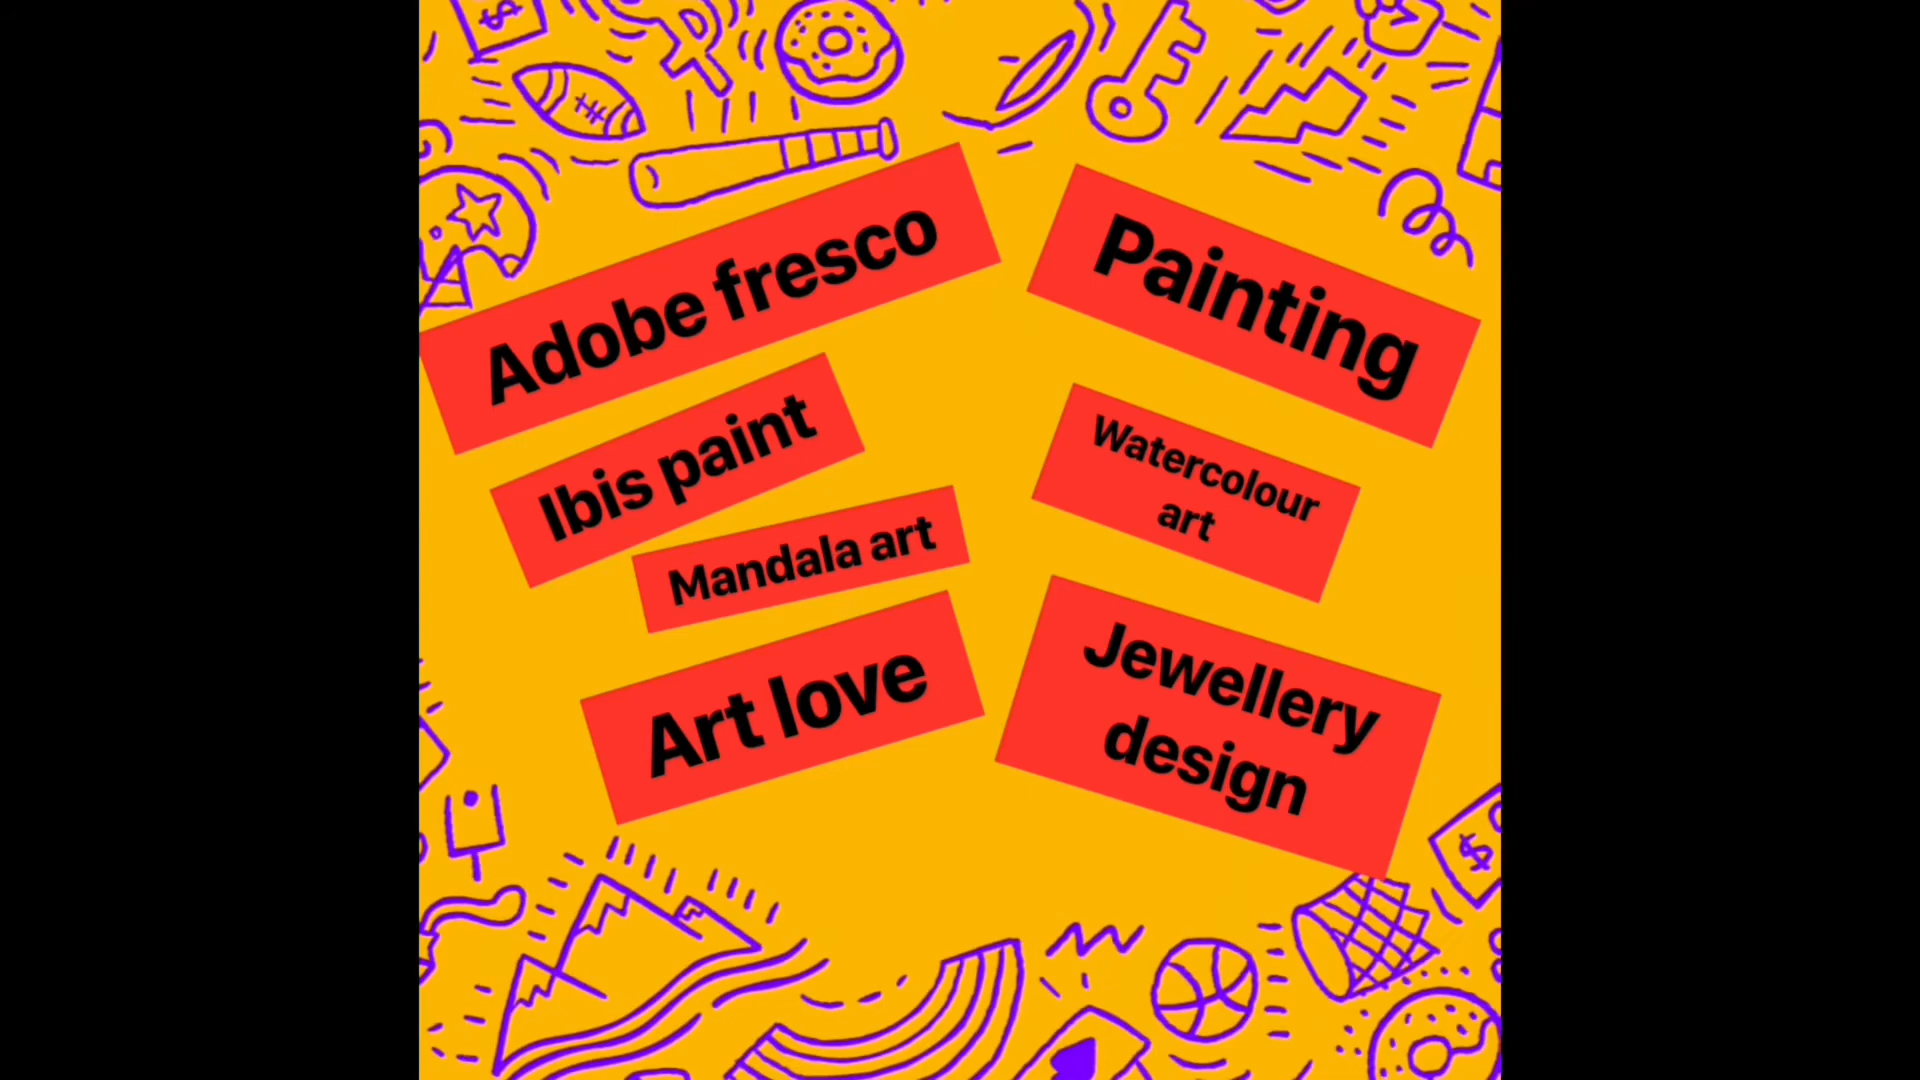 Adobe fresco
Painting
Ibis paint
Watercolour
art
Mandala art
Art love
Jewellery
design
$
$